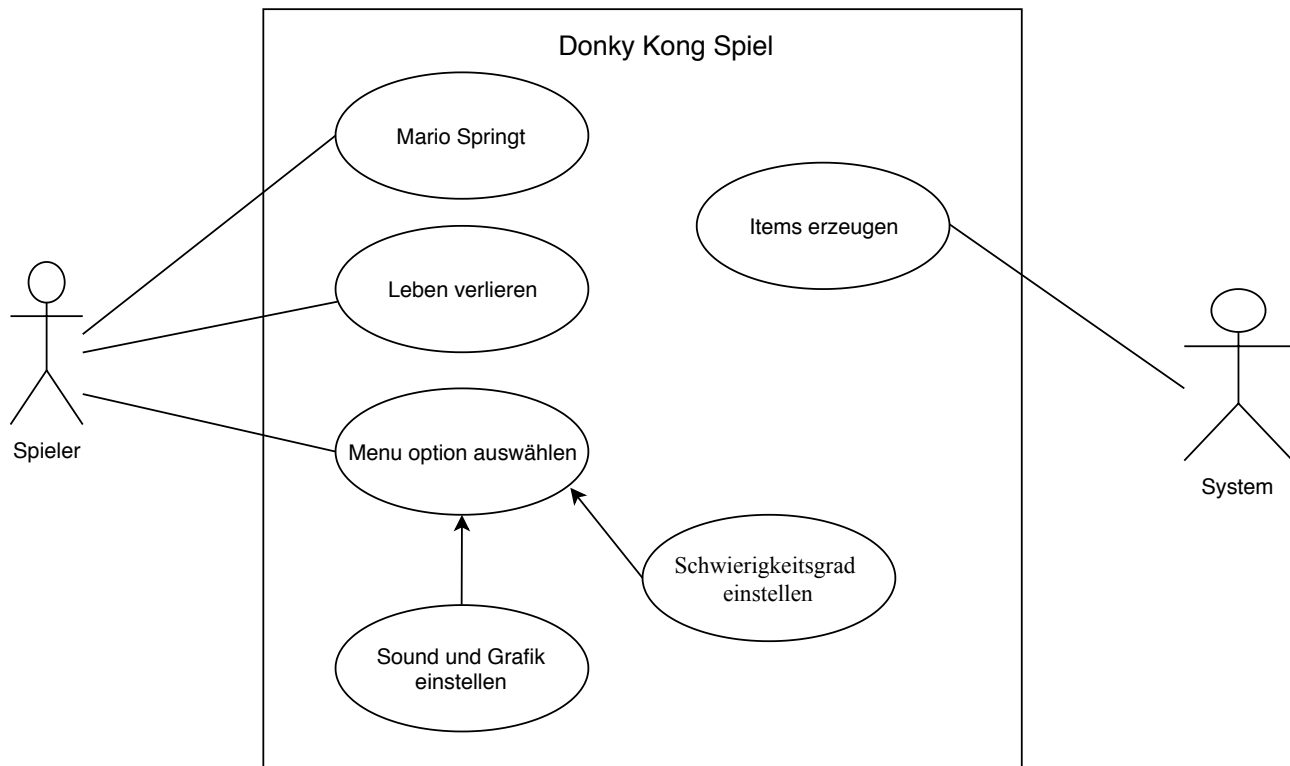 Donky Kong Spiel
Mario Springt
Items erzeugen
Leben verlieren
Spieler
Menu option auswählen
System
Schwierigkeitsgrad
einstellen
Sound und Grafik
einstellen